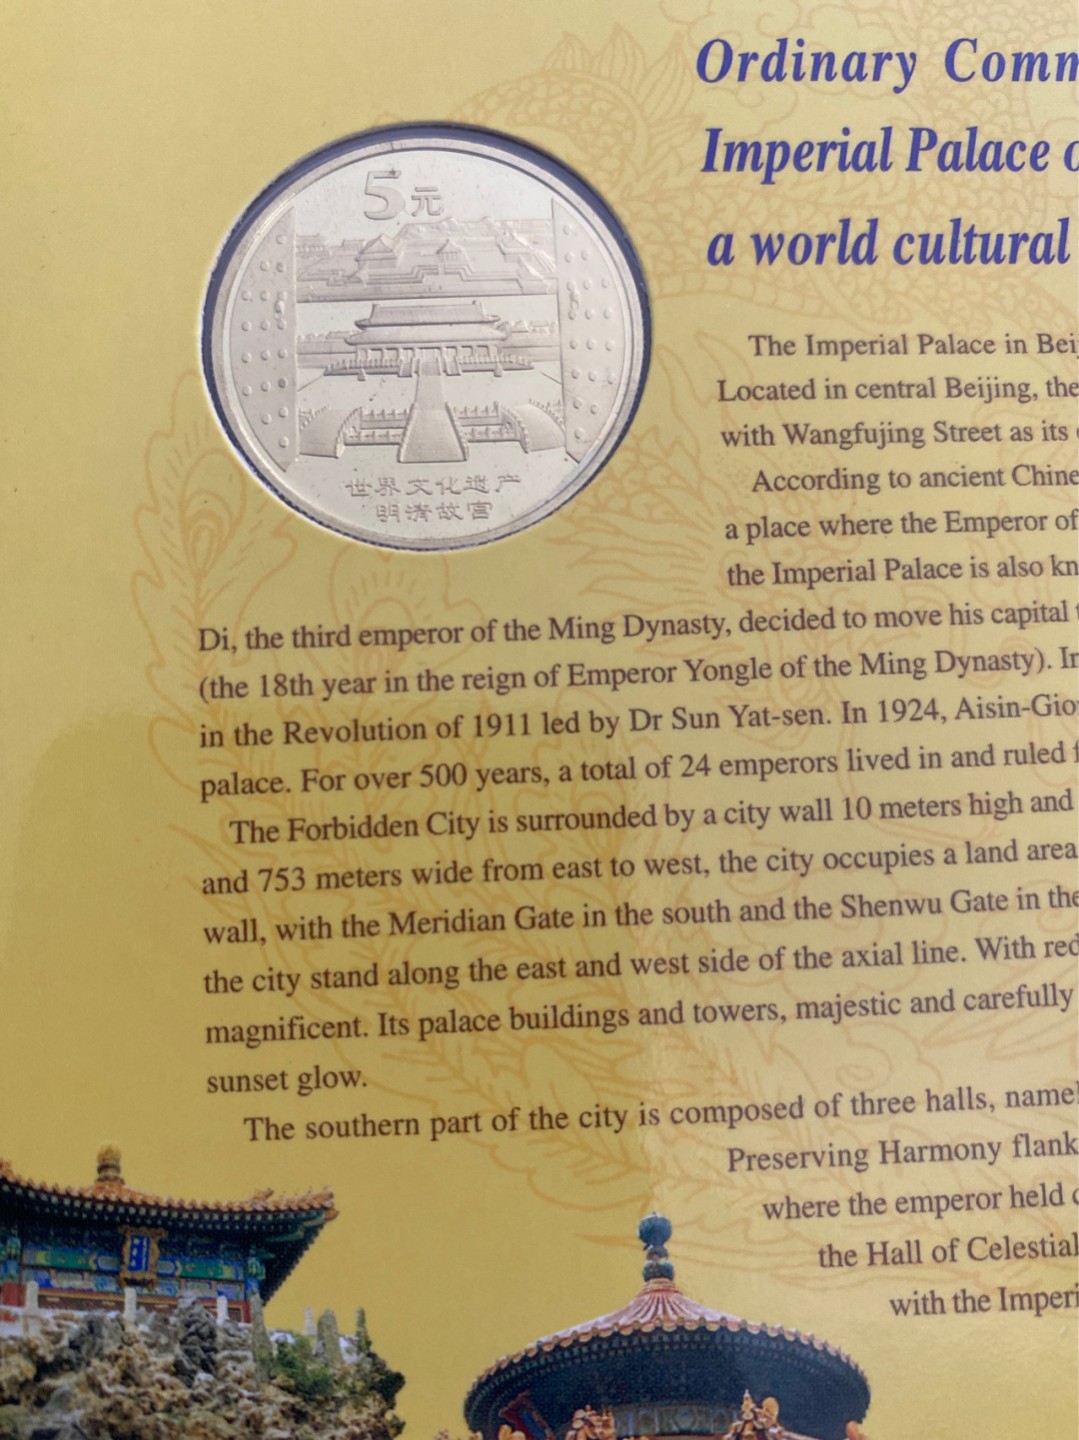 5元
世界文化遗产
明清故宫
Ordinary Comm
Imperial Palace o
a world cultural
The Imperial Palace in Beij
Located in central Beijing, the
with Wangfujing Street as its
According to ancient Chine
a place where the Emperor of
the Imperial Palace is also kn
Di, the third emperor of the Ming Dynasty, decided to move his capital t
(the 18th year in the reign of Emperor Yongle of the Ming Dynasty). In
in the Revolution of 1911 led by Dr Sun Yat-sen. In 1924, Aisin-Gio
palace. For over 500 years, a total of 24 emperors lived in and ruled f
The Forbidden City is surrounded by a city wall 10 meters high and
and 753 meters wide from east to west, the city occupies a land area
wall, with the Meridian Gate in the south and the Shenwu Gate in the
the city stand along the east and west side of the axial line. With red
magnificent. Its palace buildings and towers, majestic and carefully
sunset glow.
The southern part of the city is composed of three halls, namel
Preserving Harmony flank
where the emperor held c
the Hall of Celestial
with the Imperi